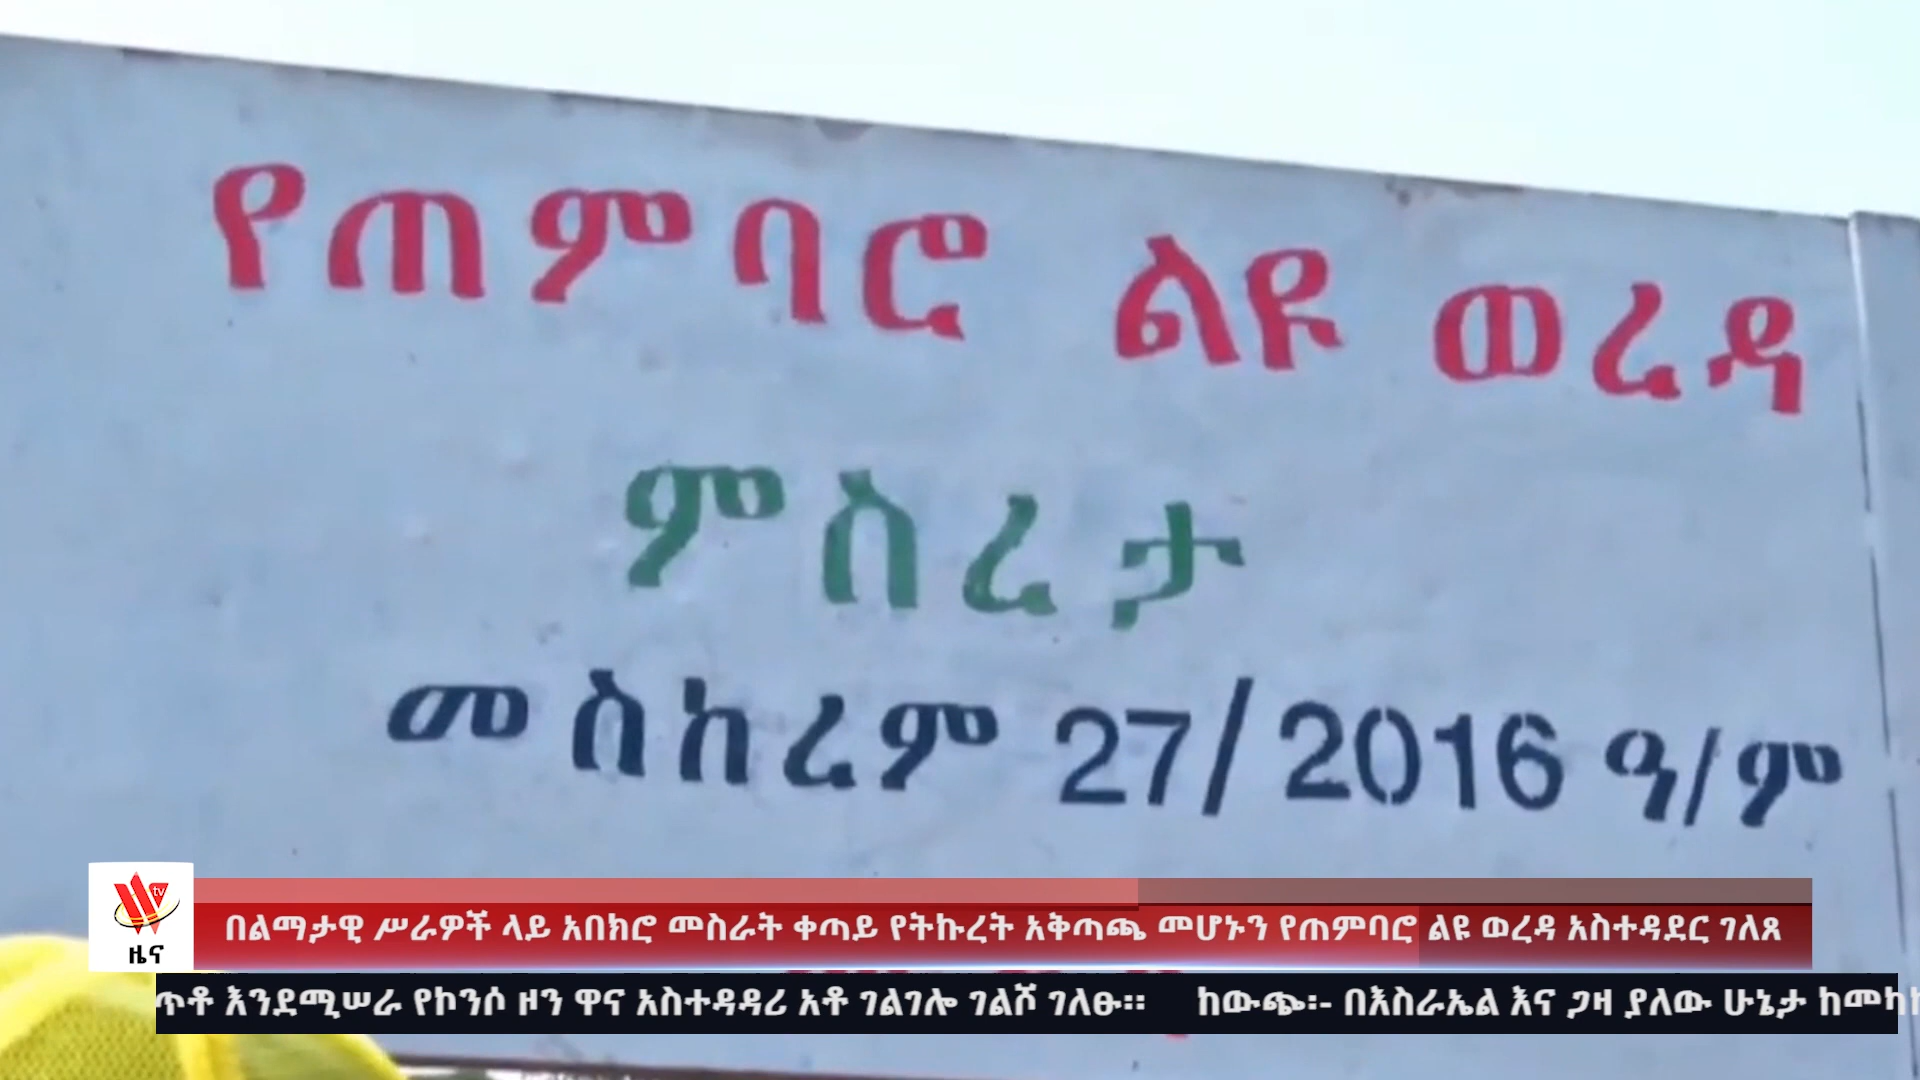 የጠምባሮ ልዩ ወረዳ
ምስረታ
መስከረም 27/2016 ዓ/ም
tv
ዜና
በልማታዊ ሥራዎች ላይ አበክሮ መስራት ቀጣይ የትኩረት አቅጣጫ መሆኑን የጠምባሮ ልዩ ወረዳ አስተዳደር ገለጸ
ጥቶ እንደሚሠራ የኮንሶ ዞን ዋና አስተዳዳሪ አቶ ገልገሎ ገልሾ ገለፁ። ከውጭ፡- በእስራኤል እና ጋዛ ያለው ሁኔታ